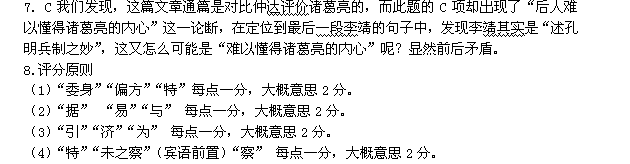 7. C 我们发现，这篇文章通篇是对比仲达评价诸葛亮的，而此题的 C 项却出现了“后人难
以懂得诸葛亮的内心”这一论断，在定位到最后一段李靖的句子中，发现李靖其实是“述孔
明兵制之妙”，这又怎么可能是“难以懂得亮的内心”呢？显然前后矛盾。
8.评分原则
（1）“委身”“偏方”“特”每点一分，大概意思 2 分。
（2）“据” “易”“与” 每点一分，大概意思 2 分。
（3）“引”“济”“为” 每点一分，大概意思 2 分。
（4）“特”“未之察”（宾语前置）“察” 每点一分，大概意思 2 分。